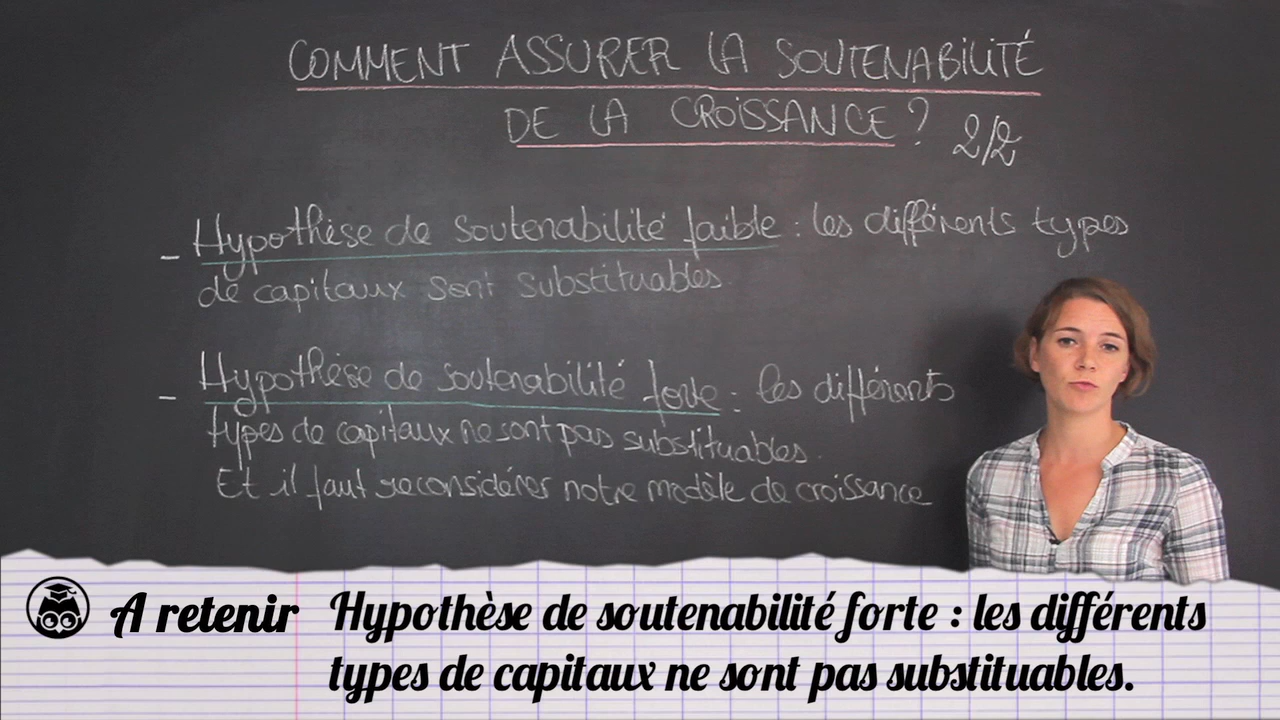 COMMENT ASSURER LA SOUTENABILITÉ
DE LA CROISSANCE ? 2/2
- Hypothèse de soutenabilité faible : les différents types
de capitaux sont substituables.
- Hypothèse de soutenabilité forte : les différents
types de capitaux ne sont pas substituables.
Et il faut reconsidérer notre modèle de croissance
A retenir Hypothèse de soutenabilité forte : les différents
types de capitaux ne sont pas substituables.